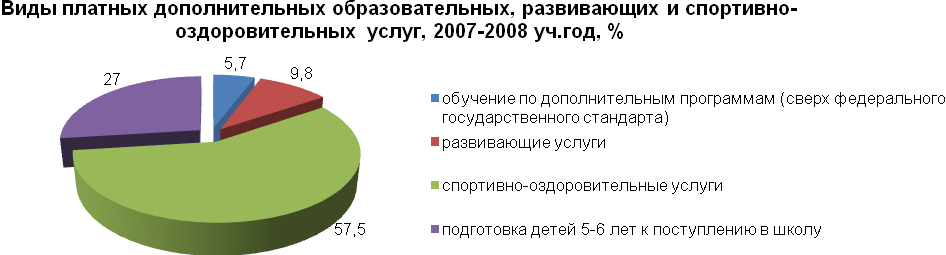 Виды платных дополнительных образовательных, развивающих и спортивно-
оздоровительных услуг, 2007-2008 уч.год, %
5,7
9,8
27
57,5
обучение по дополнительным программам (сверх федерального
государственного стандарта)
развивающие услуги
спортивно-оздоровительные услуги
подготовка детей 5-6 лет к поступлению в школу